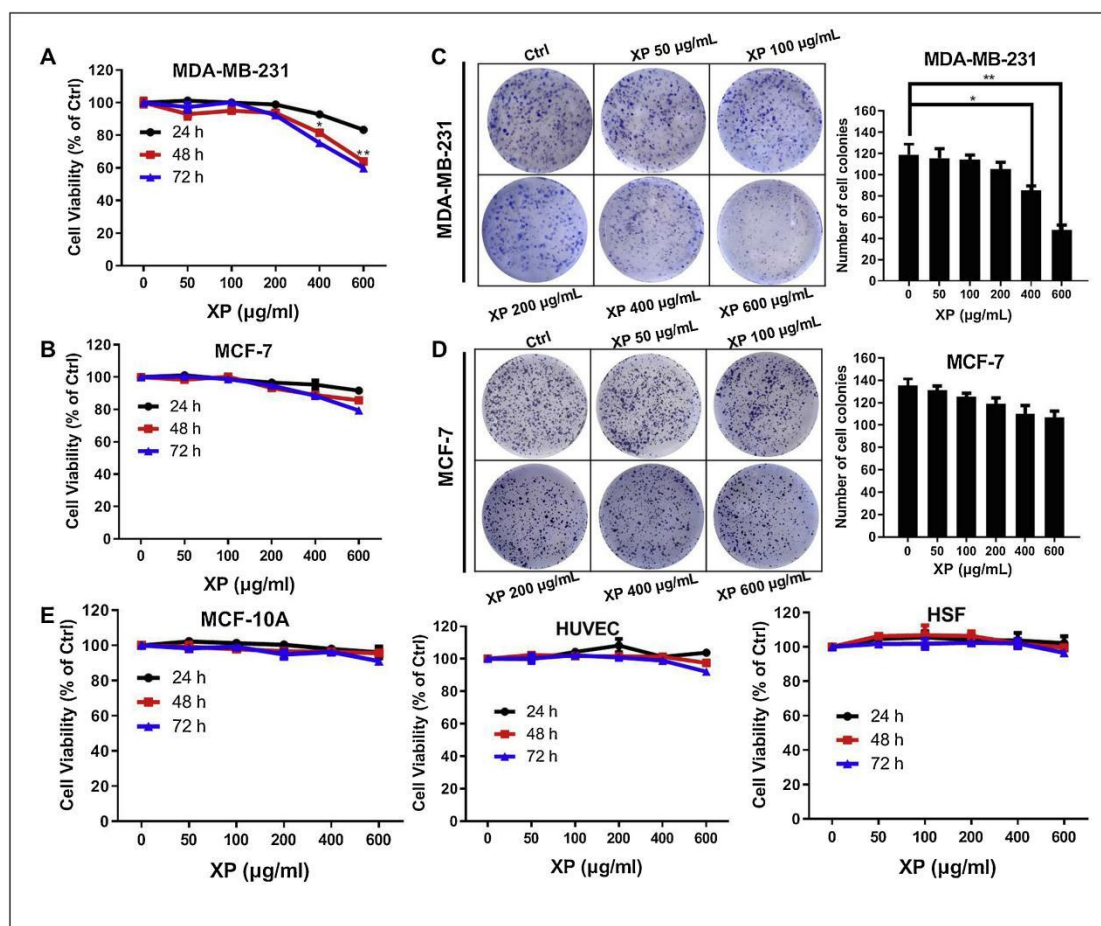 A
MDA-MB-231
Cell Viability (% of Ctrl)
120
100
80
60
40
20
0
24 h
48 h
72 h
*
**
0 50 100 200 400 600
XP (µg/ml)
B
MCF-7
Cell Viability (% of Ctrl)
120
100
80
60
40
20
0
24 h
48 h
72 h
0 50 100 200 400 600
XP (µg/ml)
C
MDA-MB-231
Ctrl XP 50 µg/mL XP 100 µg/mL
XP 200 µg/mL XP 400 µg/mL XP 600 µg/mL
MDA-MB-231
**
*
Number of cell colonies
160
140
120
100
80
60
40
20
0
0 50 100 200 400 600
XP (µg/mL)
D
MCF-7
Ctrl XP 50 µg/mL XP 100 µg/mL
XP 200 µg/mL XP 400 µg/mL XP 600 µg/mL
MCF-7
Number of cell colonies
160
140
120
100
80
60
40
20
0
0 50 100 200 400 600
XP (µg/mL)
E
MCF-10A
Cell Viability (% of Ctrl)
120
100
80
60
40
20
0
24 h
48 h
72 h
0 50 100 200 400 600
XP (µg/ml)
HUVEC
Cell Viability (% of Ctrl)
120
100
80
60
40
20
0
24 h
48 h
72 h
0 50 100 200 400 600
XP (µg/ml)
HSF
Cell Viability (% of Ctrl)
120
100
80
60
40
20
0
24 h
48 h
72 h
0 50 100 200 400 600
XP (µg/ml)